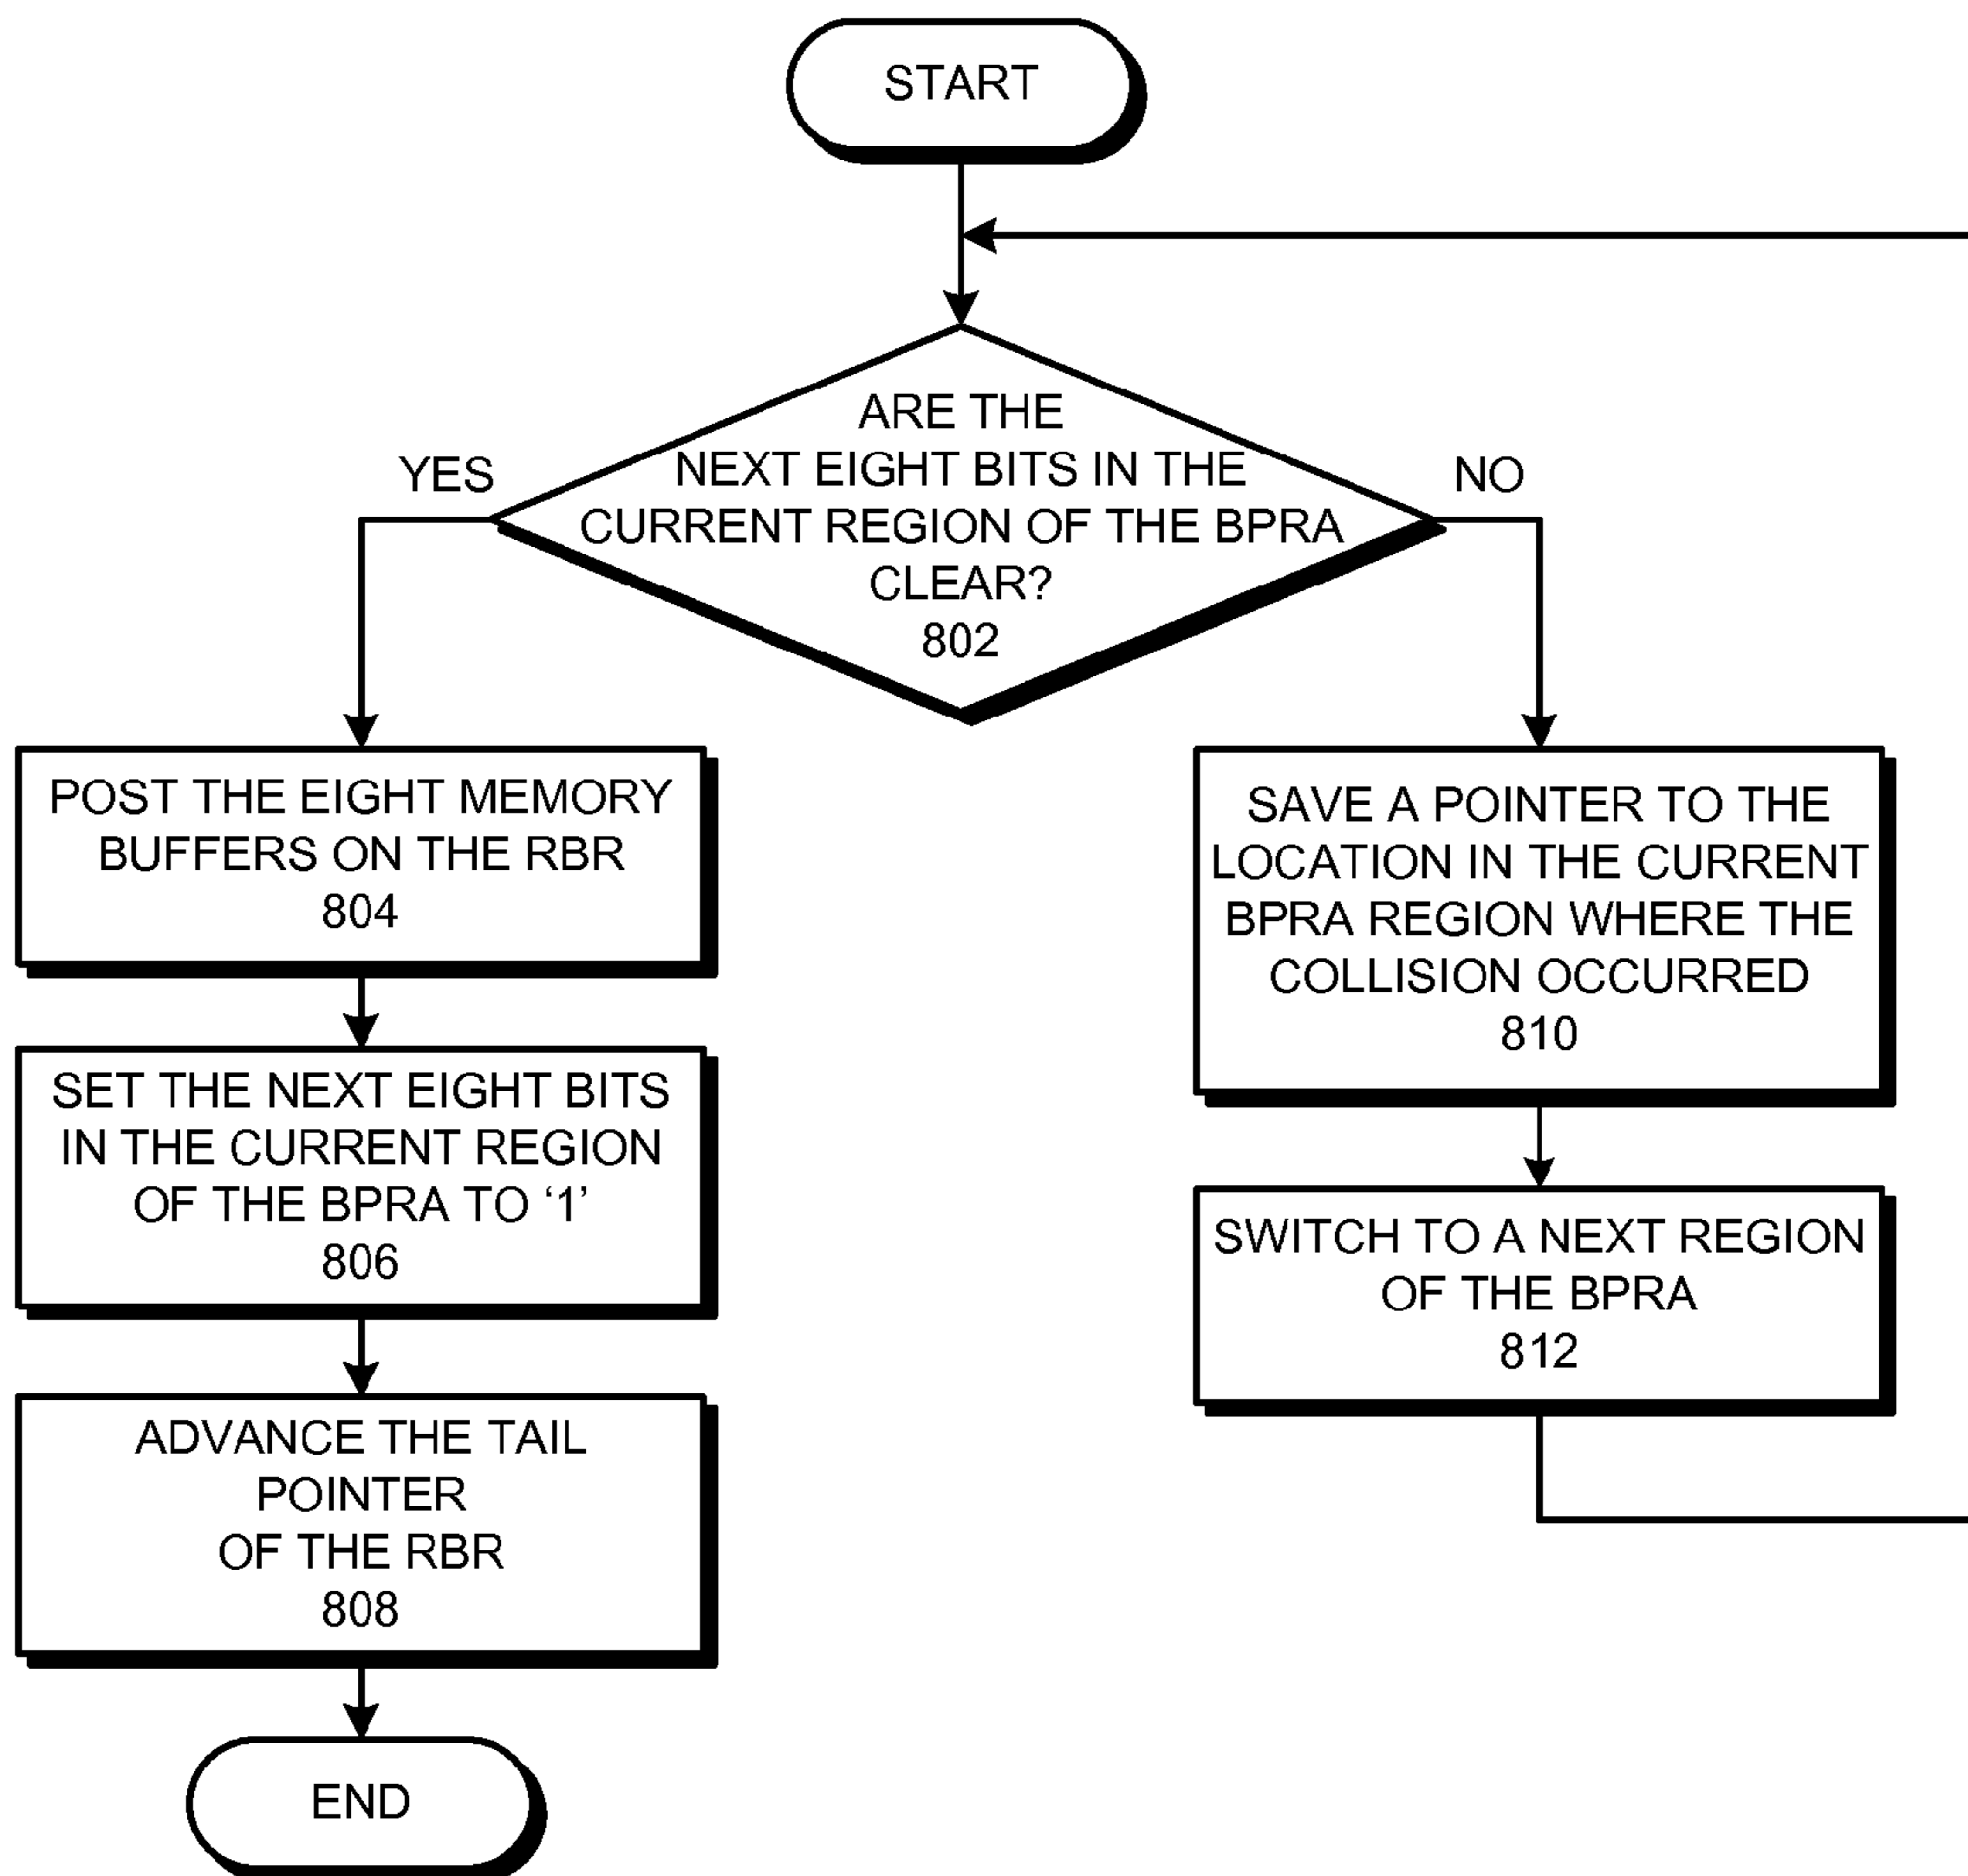 START
ARE THE
NEXT EIGHT BITS IN THE
CURRENT REGION OF THE BPRA
CLEAR?
802
YES
NO
POST THE EIGHT MEMORY
BUFFERS ON THE RBR
804
SET THE NEXT EIGHT BITS
IN THE CURRENT REGION
OF THE BPRA TO ‘1’
806
ADVANCE THE TAIL
POINTER
OF THE RBR
808
END
SAVE A POINTER TO THE
LOCATION IN THE CURRENT
BPRA REGION WHERE THE
COLLISION OCCURRED
810
SWITCH TO A NEXT REGION
OF THE BPRA
812